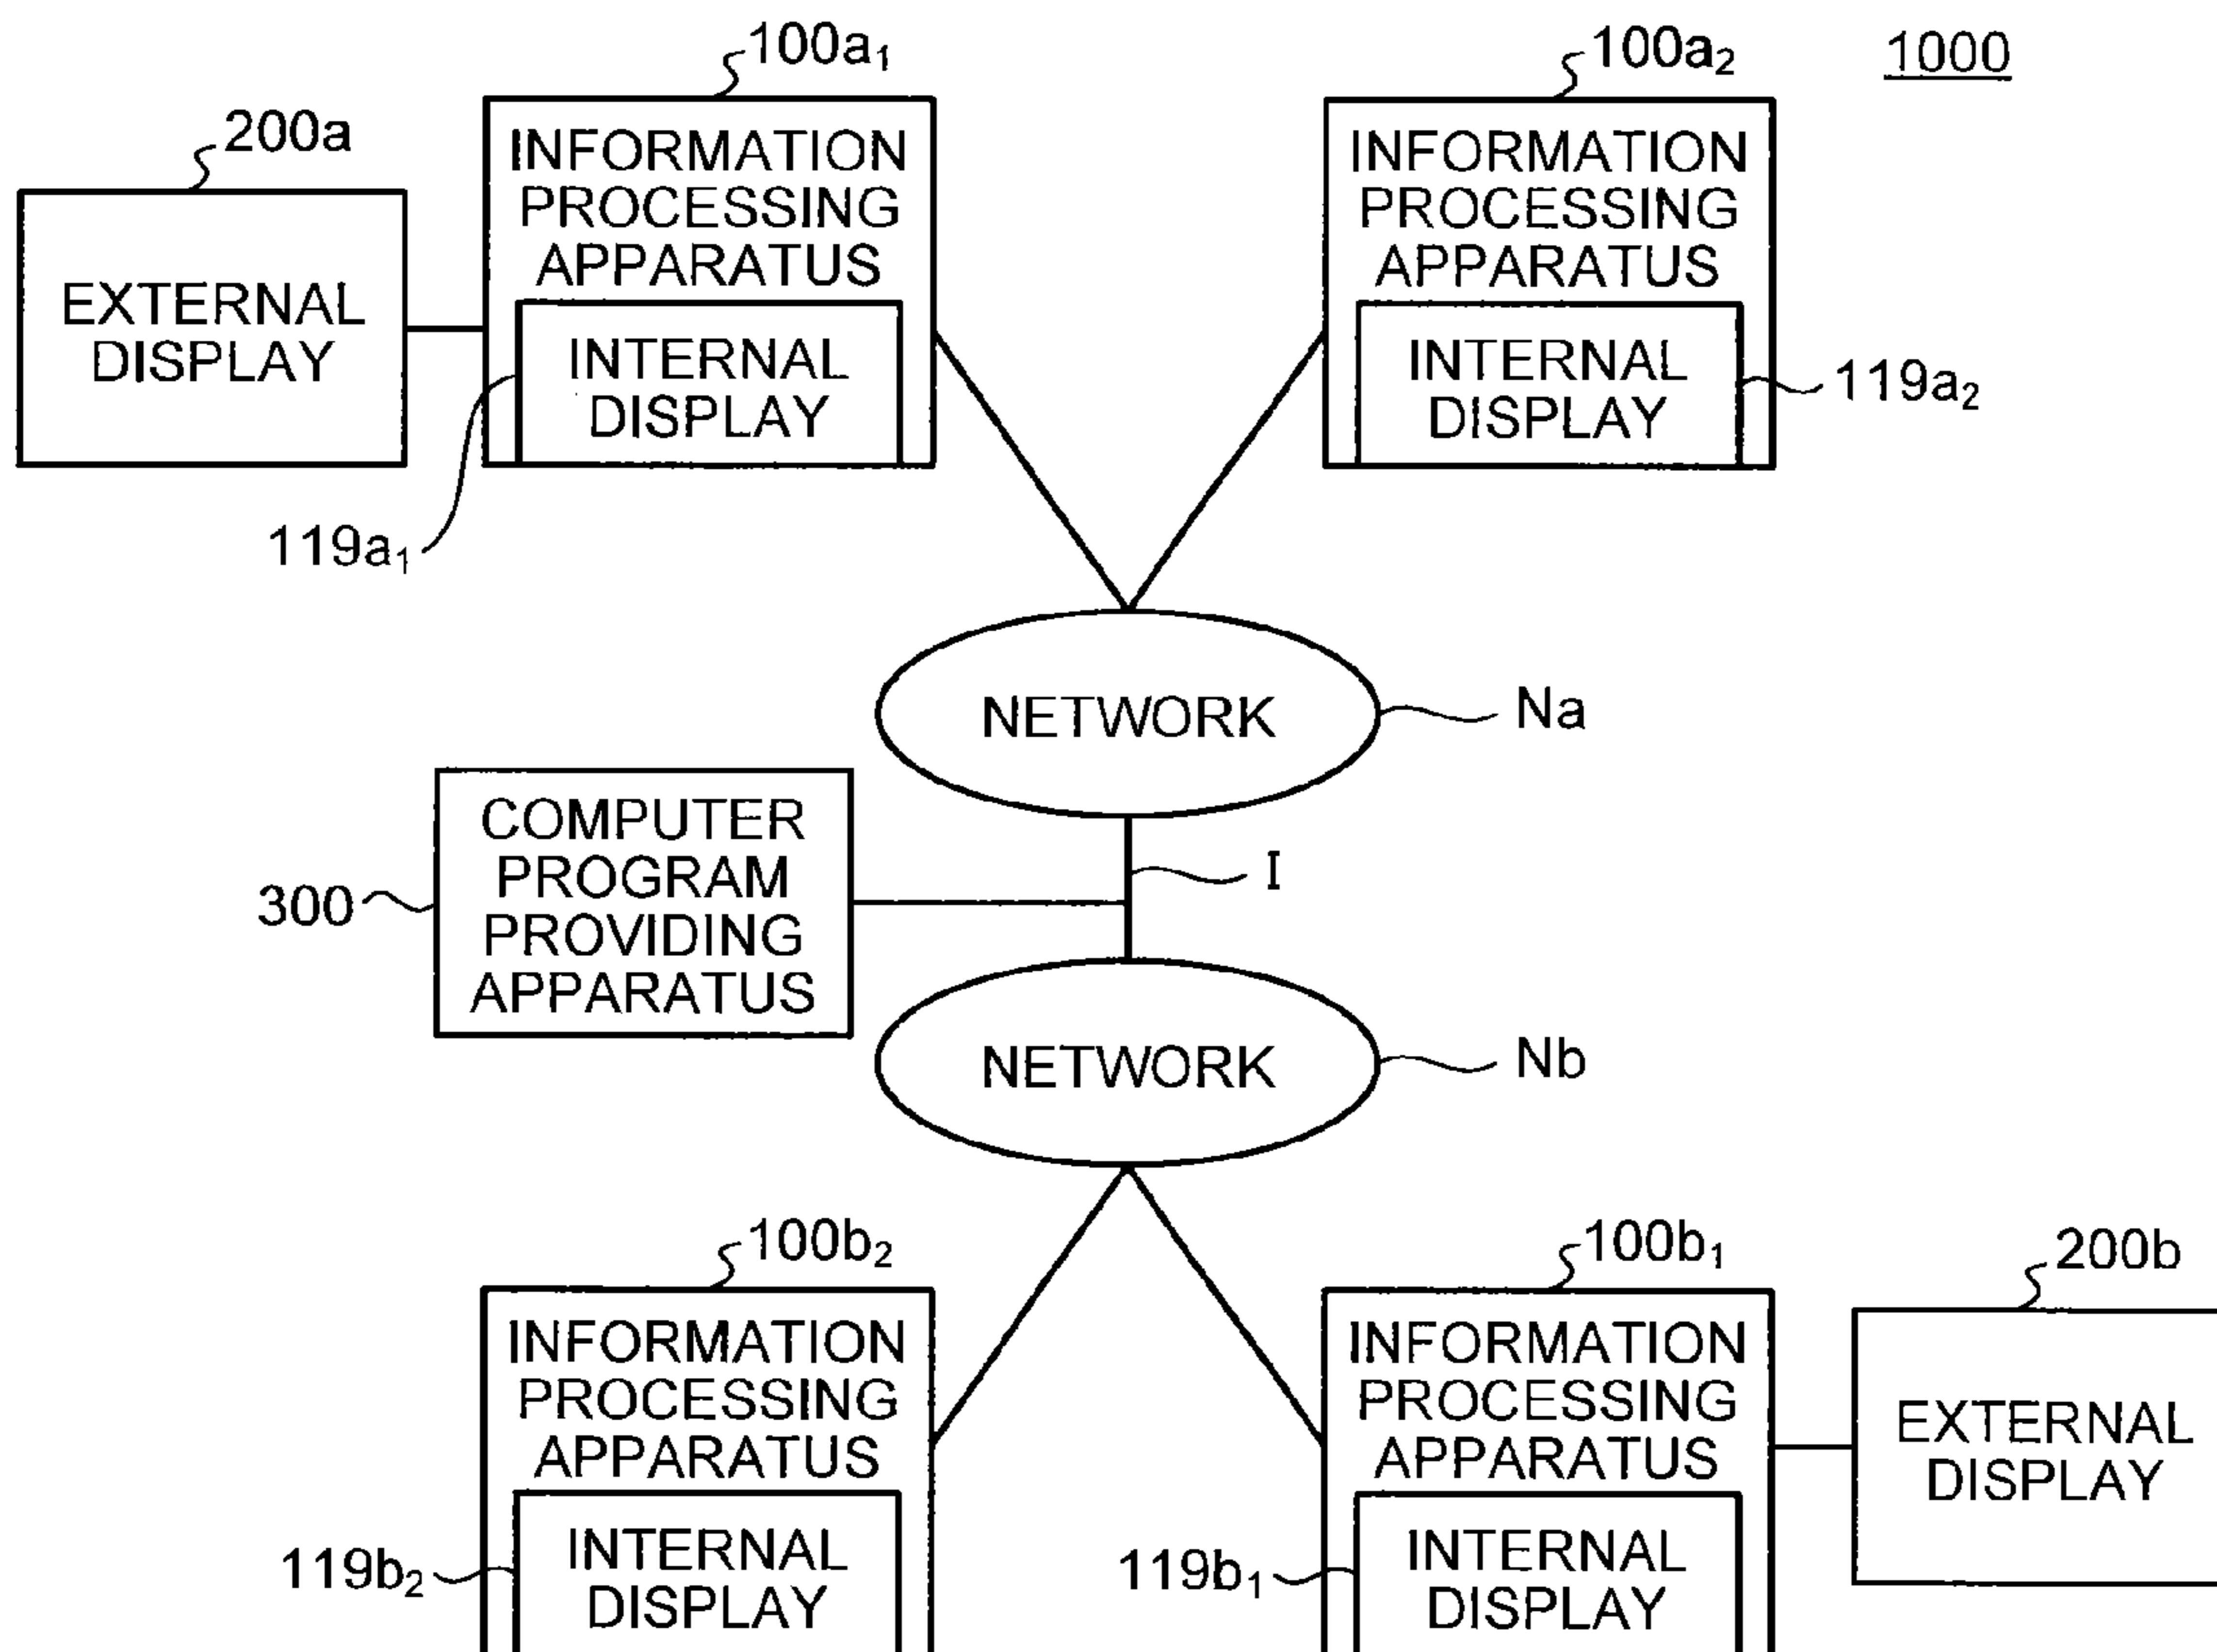 100a₁
100a₂
1000
200a
INFORMATION
PROCESSING
APPARATUS
INFORMATION
PROCESSING
APPARATUS
EXTERNAL
DISPLAY
INTERNAL
DISPLAY
INTERNAL
DISPLAY
119a₂
119a₁
NETWORK
Na
COMPUTER
PROGRAM
PROVIDING
APPARATUS
300
I
NETWORK
Nb
100b₂
100b₁
200b
INFORMATION
PROCESSING
APPARATUS
INFORMATION
PROCESSING
APPARATUS
EXTERNAL
DISPLAY
119b₂
INTERNAL
DISPLAY
119b₁
INTERNAL
DISPLAY